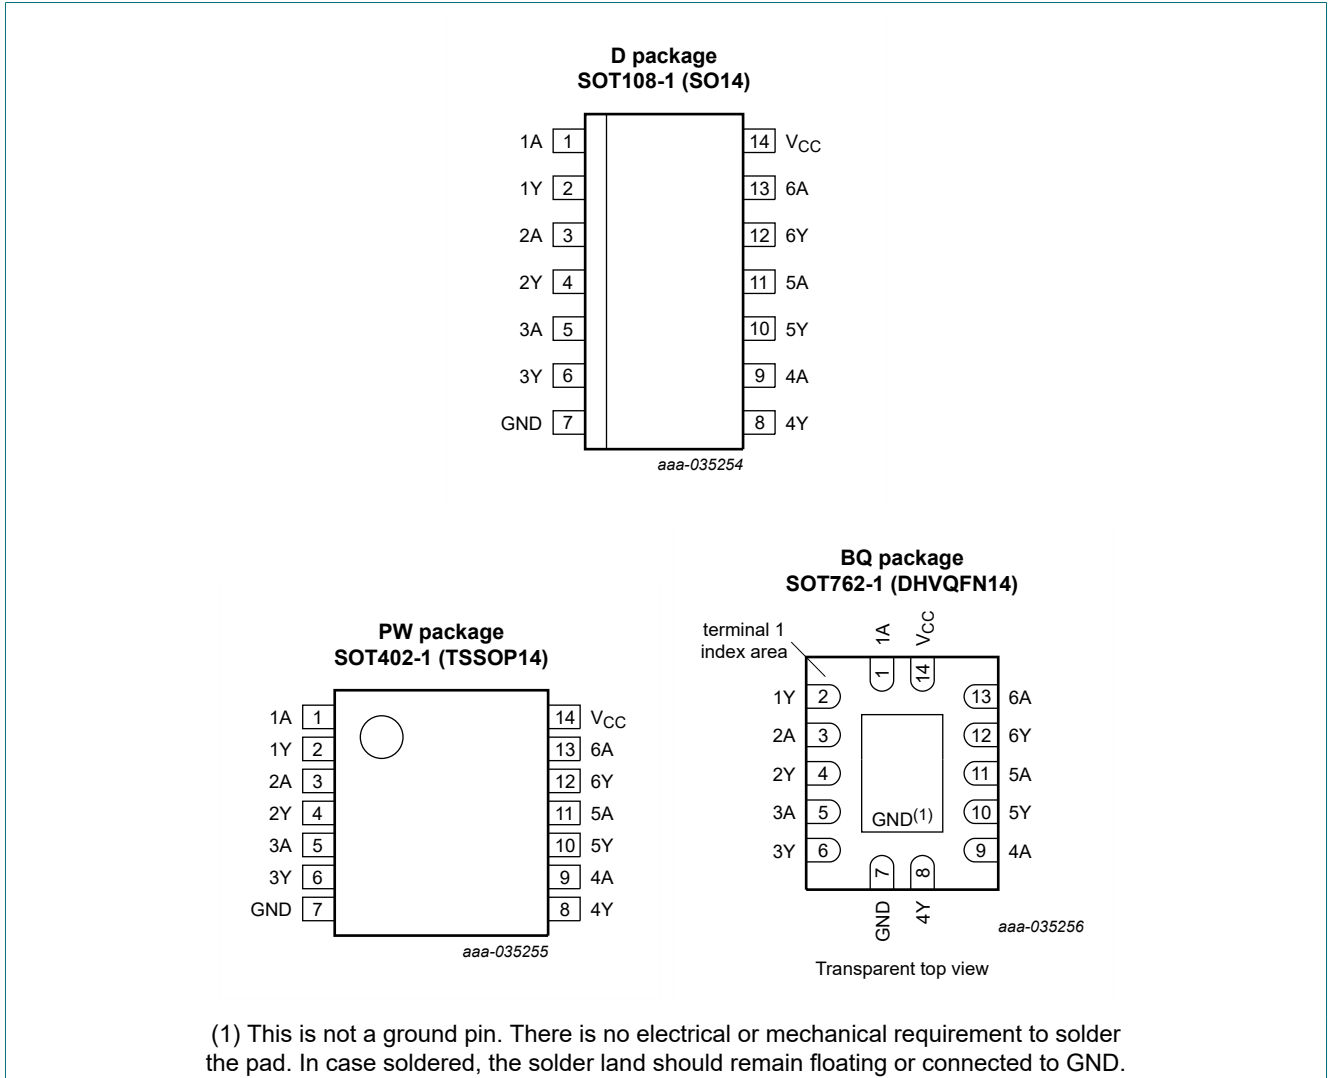 D package
SOT108-1 (SO14)
1A 1 14 VCC
1Y 2 13 6A
2A 3 12 6Y
2Y 4 11 5A
3A 5 10 5Y
3Y 6 9 4A
GND 7 8 4Y
aaa-035254
PW package
SOT402-1 (TSSOP14)
1A 1 14 VCC
1Y 2 13 6A
2A 3 12 6Y
2Y 4 11 5A
3A 5 10 5Y
3Y 6 9 4A
GND 7 8 4Y
aaa-035255
BQ package
SOT762-1 (DHVQFN14)
terminal 1
index area
1A VCC
1 14
1Y 2 13 6A
2A 3 12 6Y
2Y 4 11 5A
3A 5 10 5Y
GND(1)
3Y 6 9 4A
7 8
GND 4Y
aaa-035256
Transparent top view
(1) This is not a ground pin. There is no electrical or mechanical requirement to solder
the pad. In case soldered, the solder land should remain floating or connected to GND.